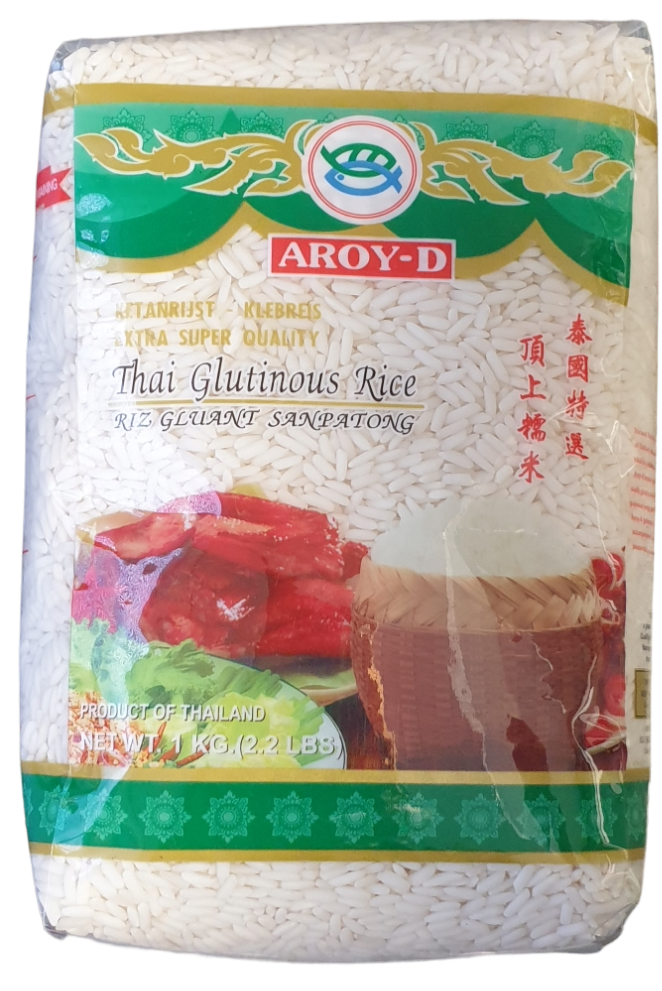 AROY-D
KETANRIJST - KLEBREIS
EXTRA SUPER QUALITY
Thai Glutinous Rice
RIZ GLUANT SANPATONG
泰國特選
頂上糯米
PRODUCT OF THAILAND
NET WT. 1 KG.(2.2 LBS)